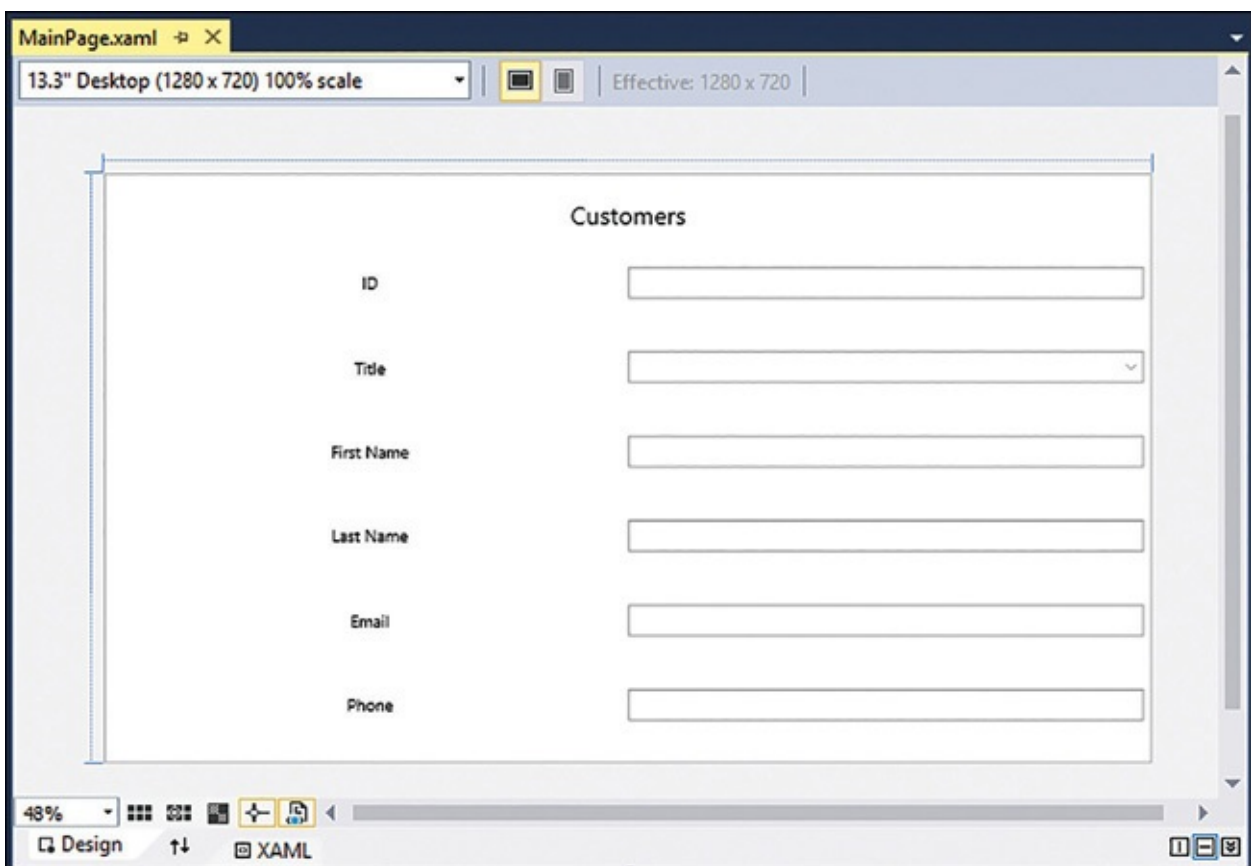 MainPage.xaml
13.3" Desktop (1280 x 720) 100% scale
Effective: 1280 x 720
Customers
ID
Title
First Name
Last Name
Email
Phone
48%
Design
XAML